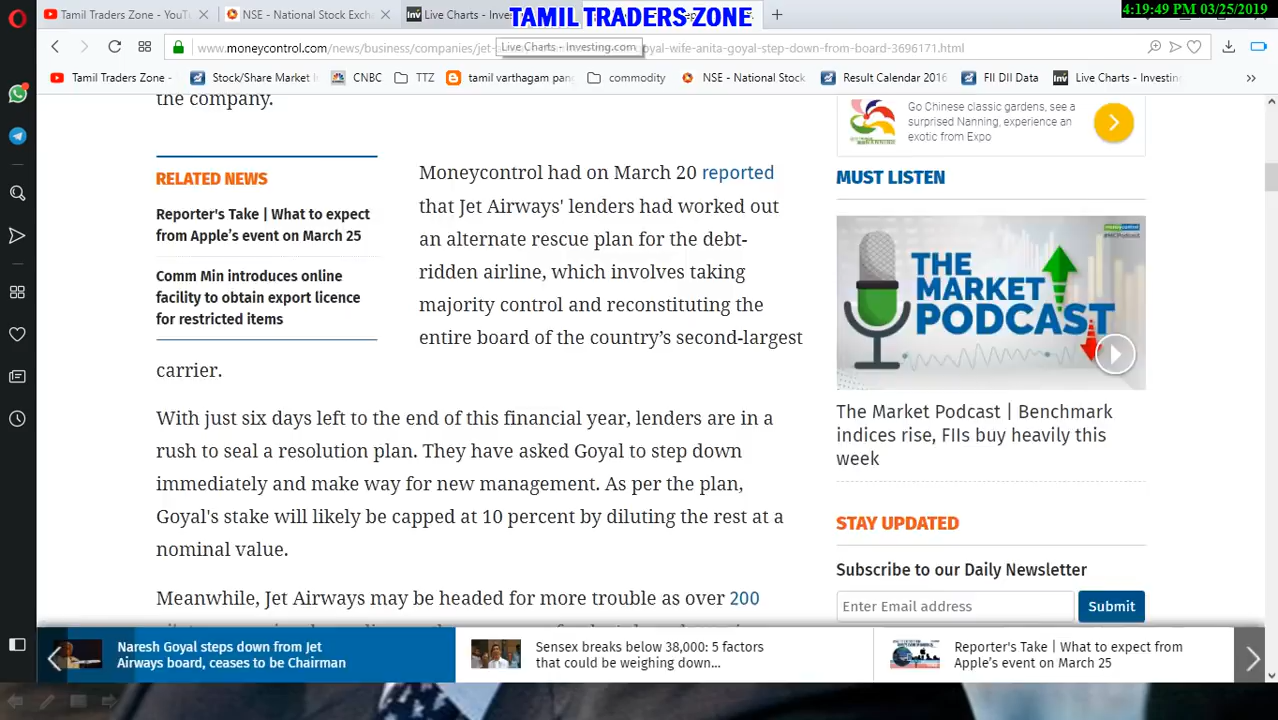 4:19:49 PM 03/25/2019
TAMIL TRADERS ZONE
Tamil Traders Zone - YouTu
NSE - National Stock Exch
Live Charts - Inves
www.moneycontrol.com/news/business/companies/jet-
oyal-wife-anita-goyal-step-down-from-board-3696171.html
Live Charts - Investing.com
Tamil Traders Zone -
Stock/Share Market I
CNBC
TTZ
tamil varthagam pan
commodity
NSE - National Stock
Result Calendar 2016
FII DII Data
Live Charts - Investin
the company.
RELATED NEWS
Reporter's Take | What to expect
from Apple's event on March 25
Comm Min introduces online
facility to obtain export licence
for restricted items
Moneycontrol had on March 20 reported
that Jet Airways' lenders had worked out
an alternate rescue plan for the debt-
ridden airline, which involves taking
majority control and reconstituting the
entire board of the country's second-largest
carrier.
With just six days left to the end of this financial year, lenders are in a
rush to seal a resolution plan. They have asked Goyal to step down
immediately and make way for new management. As per the plan,
Goyal's stake will likely be capped at 10 percent by diluting the rest at a
nominal value.
Meanwhile, Jet Airways may be headed for more trouble as over 200
Go Chinese classic gardens, see a
surprised Nanning, experience an
exotic from Expo
MUST LISTEN
THE
MARKET
PODCAST
The Market Podcast | Benchmark
indices rise, FIIs buy heavily this
week
STAY UPDATED
Subscribe to our Daily Newsletter
Enter Email address
Submit
Naresh Goyal steps down from Jet
Airways board, ceases to be Chairman
Sensex breaks below 38,000: 5 factors
that could be weighing down...
Reporter's Take | What to expect from
Apple's event on March 25